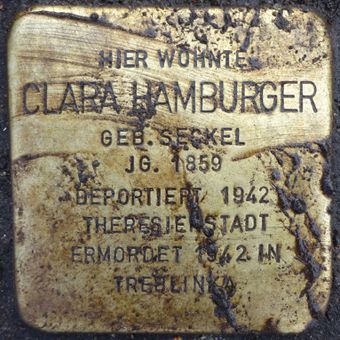 HIER WOHNTE
CLARA HAMBURGER
GEB. SECKEL
JG. 1859
DEPORTIERT 1942
THERESIENSTADT
ERMORDET 1942 IN
TREBLINKA